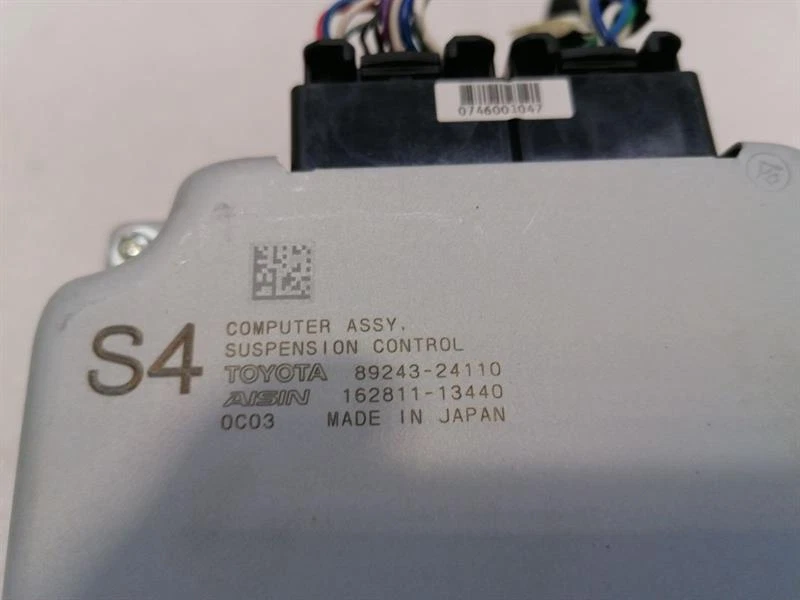 0746003047
S4
COMPUTER ASSY,
SUSPENSION CONTROL
TOYOTA 89243-24110
AISIN 162811-13440
0C03 MADE IN JAPAN